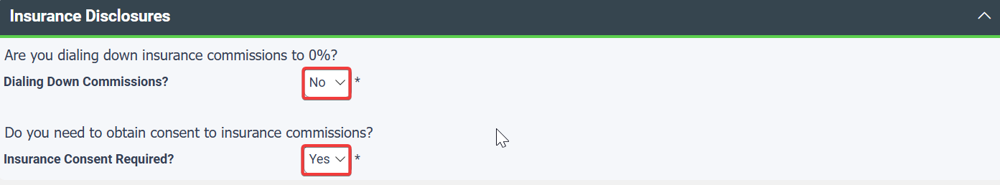 Insurance Disclosures
Are you dialing down insurance commissions to 0%?
Dialing Down Commissions? No *
Do you need to obtain consent to insurance commissions?
Insurance Consent Required? Yes *